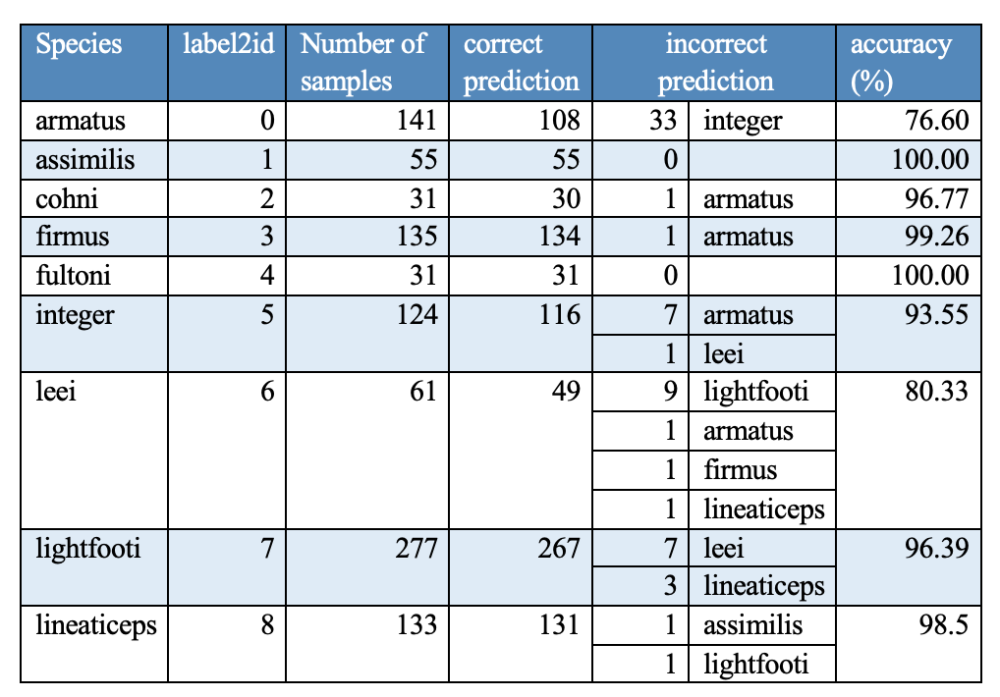 Species label2id Number of samples correct prediction incorrect prediction accuracy (%)
armatus 0 141 108 33 integer 76.60
assimilis 1 55 55 0 100.00
cohni 2 31 30 1 armatus 96.77
firmus 3 135 134 1 armatus 99.26
fultoni 4 31 31 0 100.00
integer 5 124 116 7 armatus 93.55
1 leei
leei 6 61 49 9 lightfooti 80.33
1 armatus
1 firmus
1 lineaticeps
lightfooti 7 277 267 7 leei 96.39
3 lineaticeps
lineaticeps 8 133 131 1 assimilis 98.5
1 lightfooti